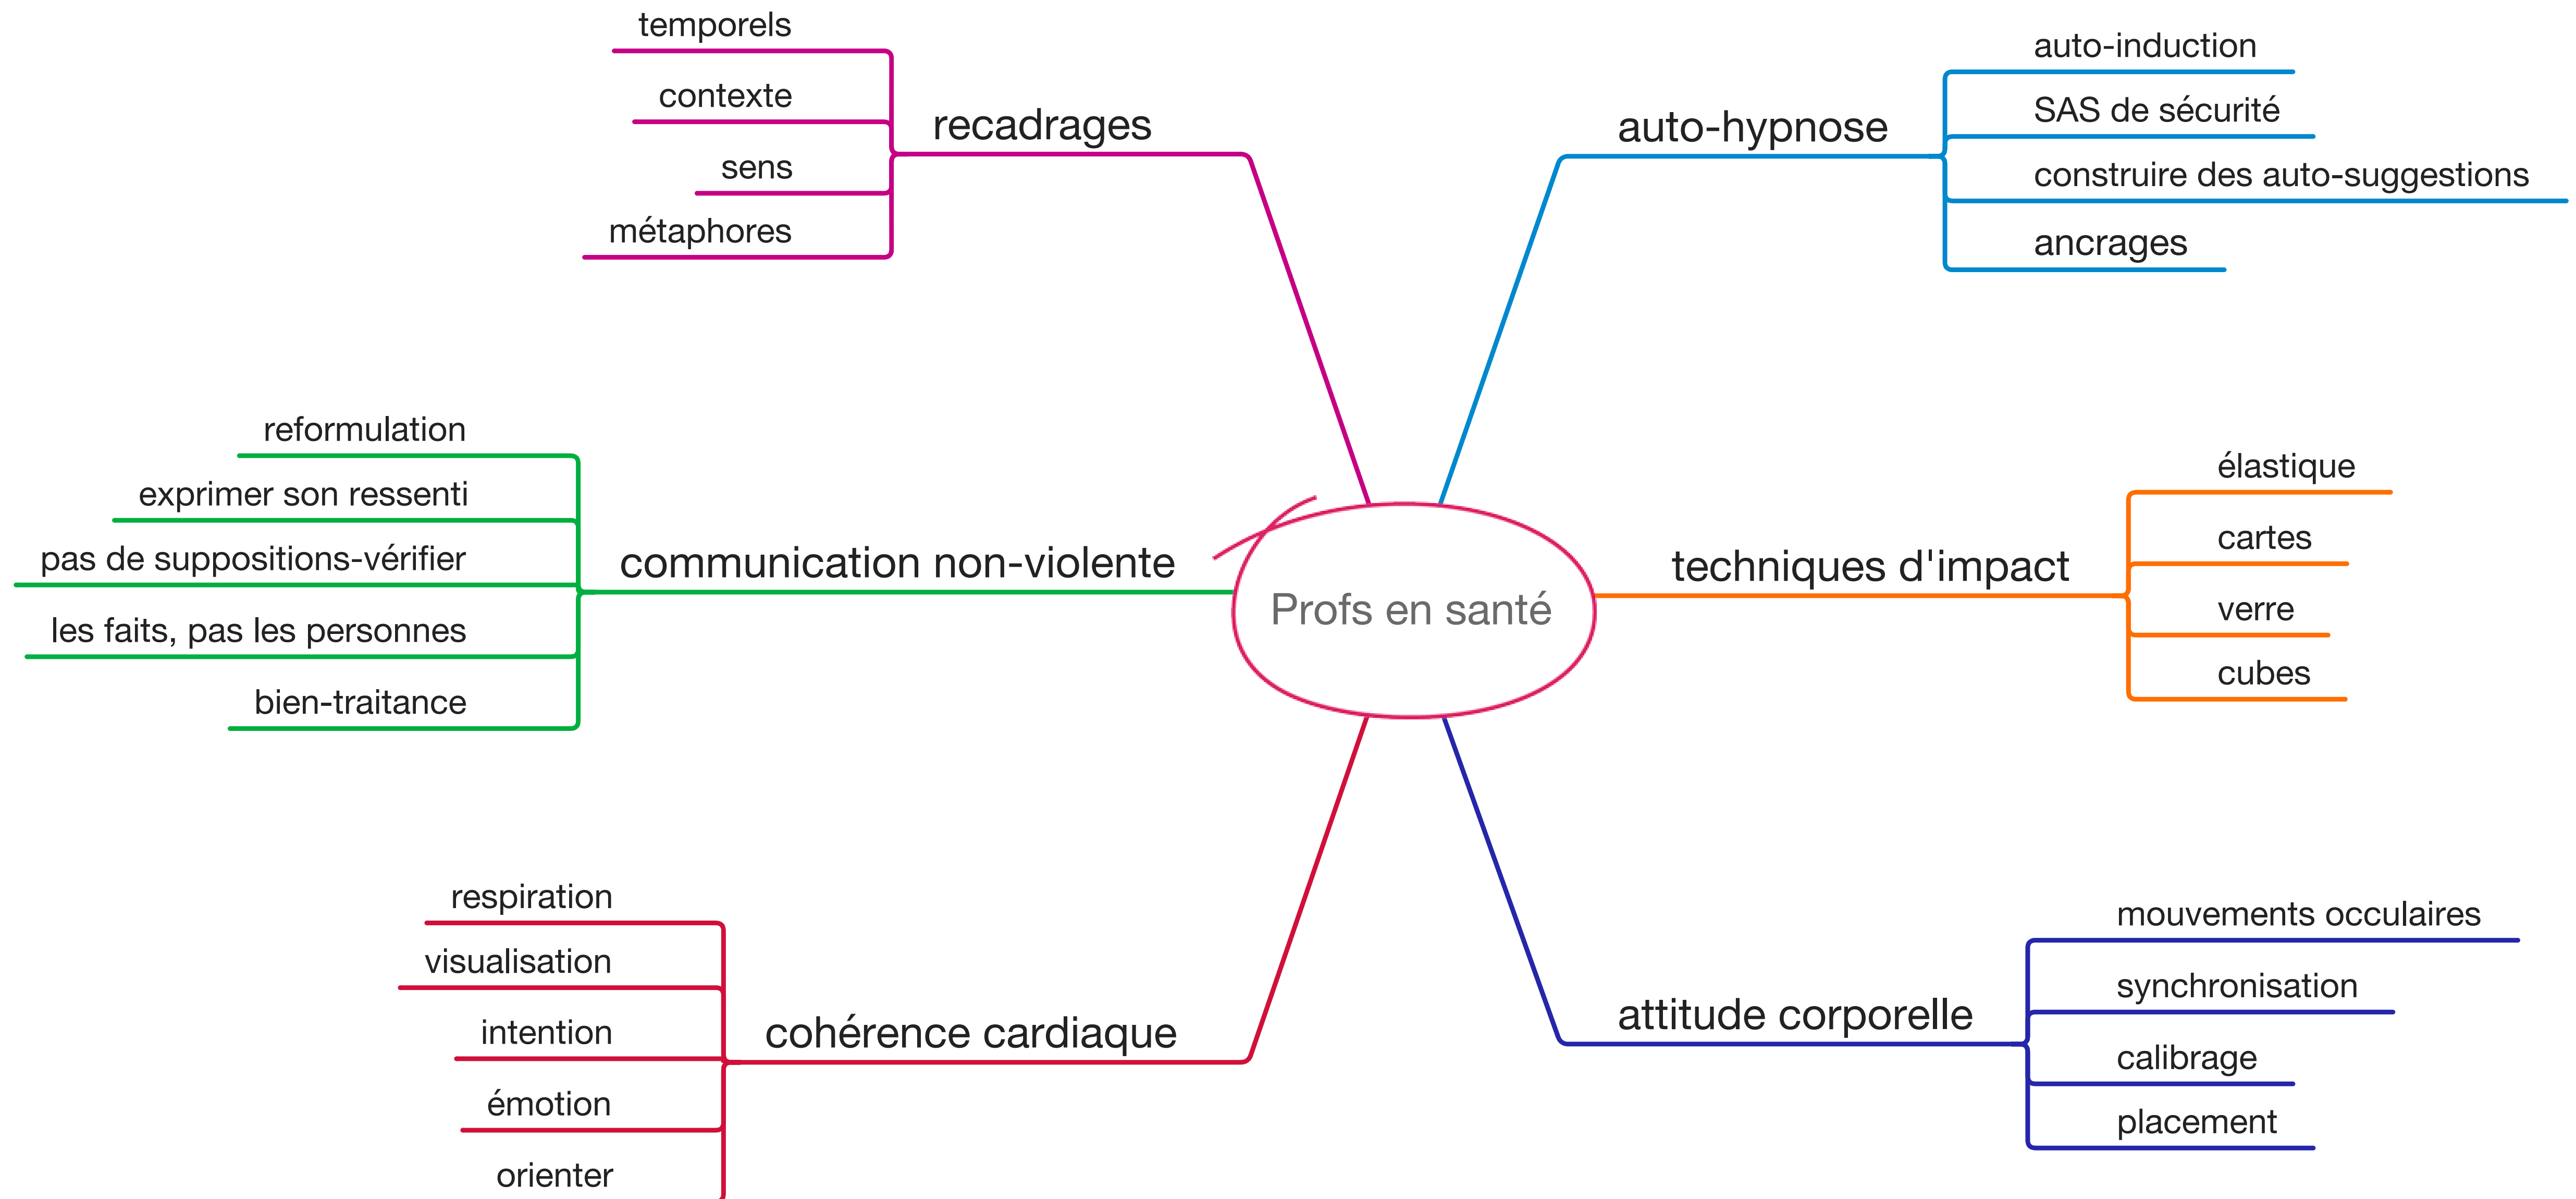 Profs en santé
auto-hypnose
auto-induction
SAS de sécurité
construire des auto-suggestions
ancrages
techniques d'impact
élastique
cartes
verre
cubes
attitude corporelle
mouvements occulaires
synchronisation
calibrage
placement
cohérence cardiaque
respiration
visualisation
intention
émotion
orienter
communication non-violente
reformulation
exprimer son ressenti
pas de suppositions-vérifier
les faits, pas les personnes
bien-traitance
recadrages
temporels
contexte
sens
métaphores